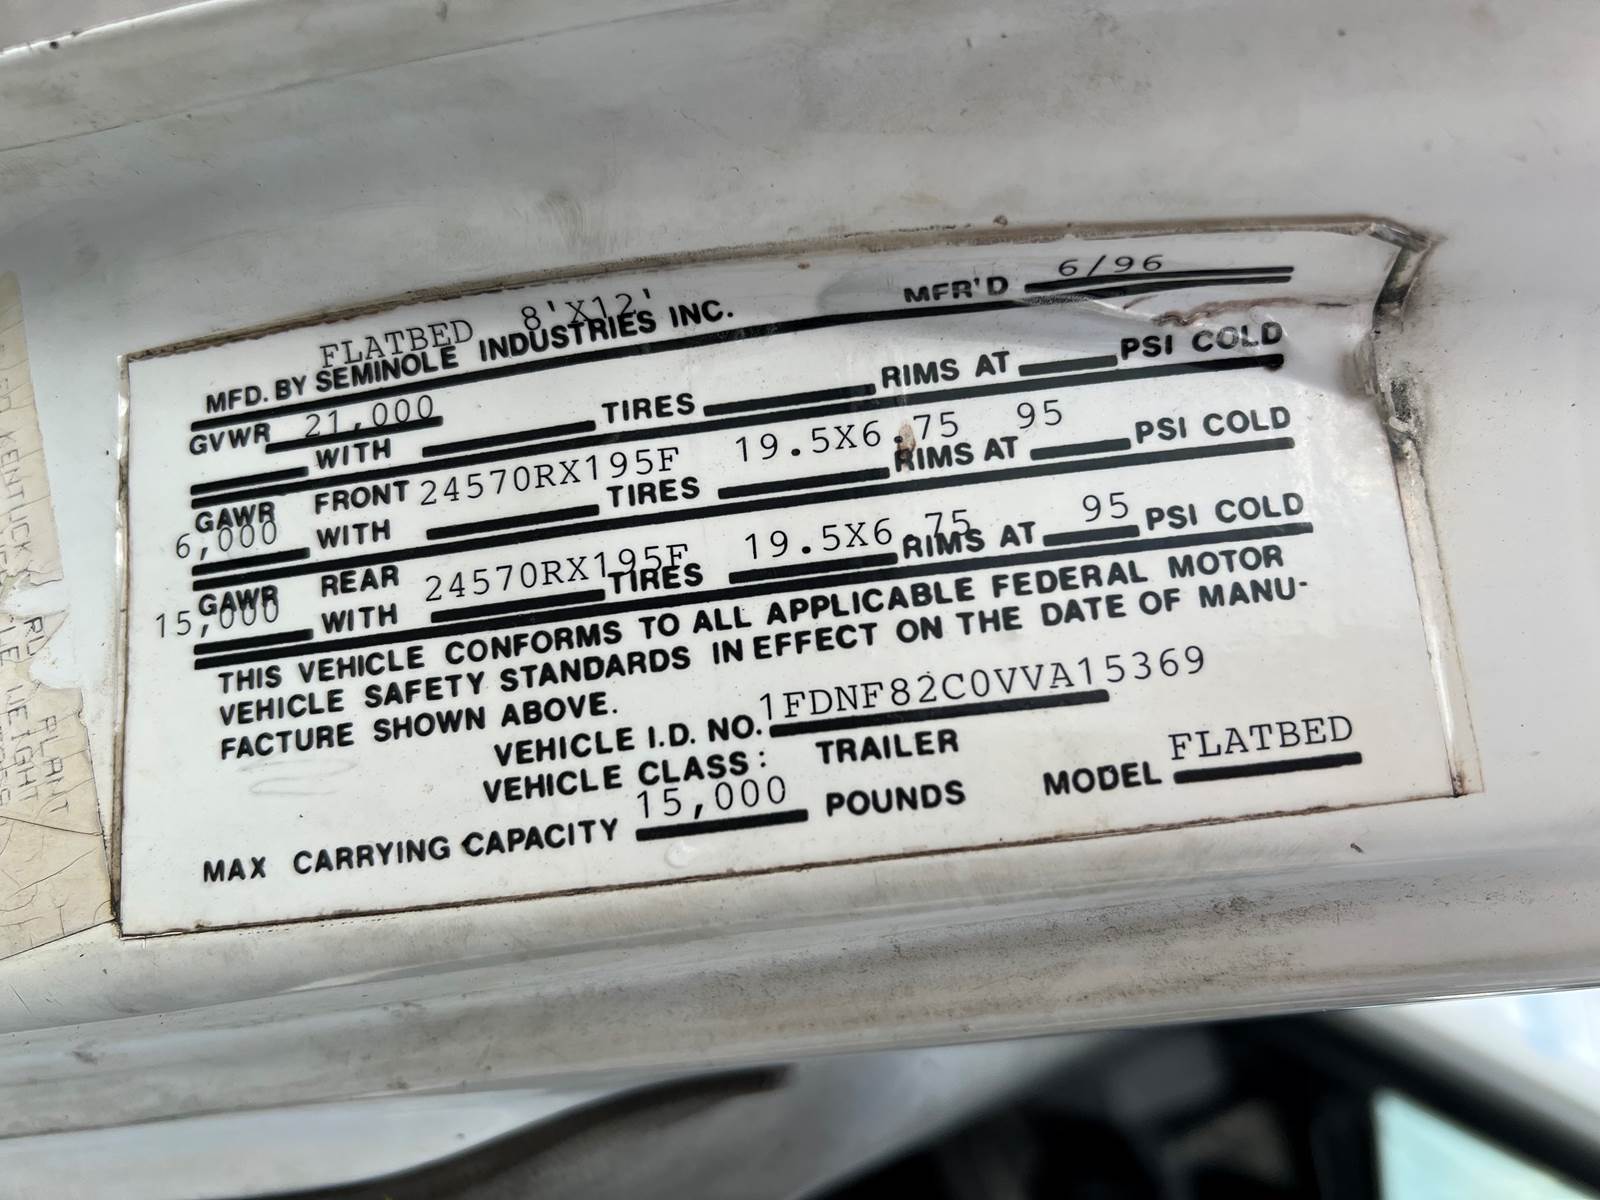 FLATBED 8'X12'
MFD. BY SEMINOLE INDUSTRIES INC. MFR'D 6/96
GVWR 21,000
WITH TIRES RIMS AT PSI COLD
GAWR FRONT 24570RX195F 19.5X6.75 95
6,000 WITH TIRES RIMS AT PSI COLD
GAWR REAR 24570RX195F 19.5X6.75 95
15,000 WITH TIRES RIMS AT PSI COLD
THIS VEHICLE CONFORMS TO ALL APPLICABLE FEDERAL MOTOR
VEHICLE SAFETY STANDARDS IN EFFECT ON THE DATE OF MANU-
FACTURE SHOWN ABOVE.
VEHICLE I.D. NO. 1FDNF82C0VVA15369
VEHICLE CLASS: TRAILER
MAX CARRYING CAPACITY 15,000 POUNDS MODEL FLATBED
KENTUCK
PLANT